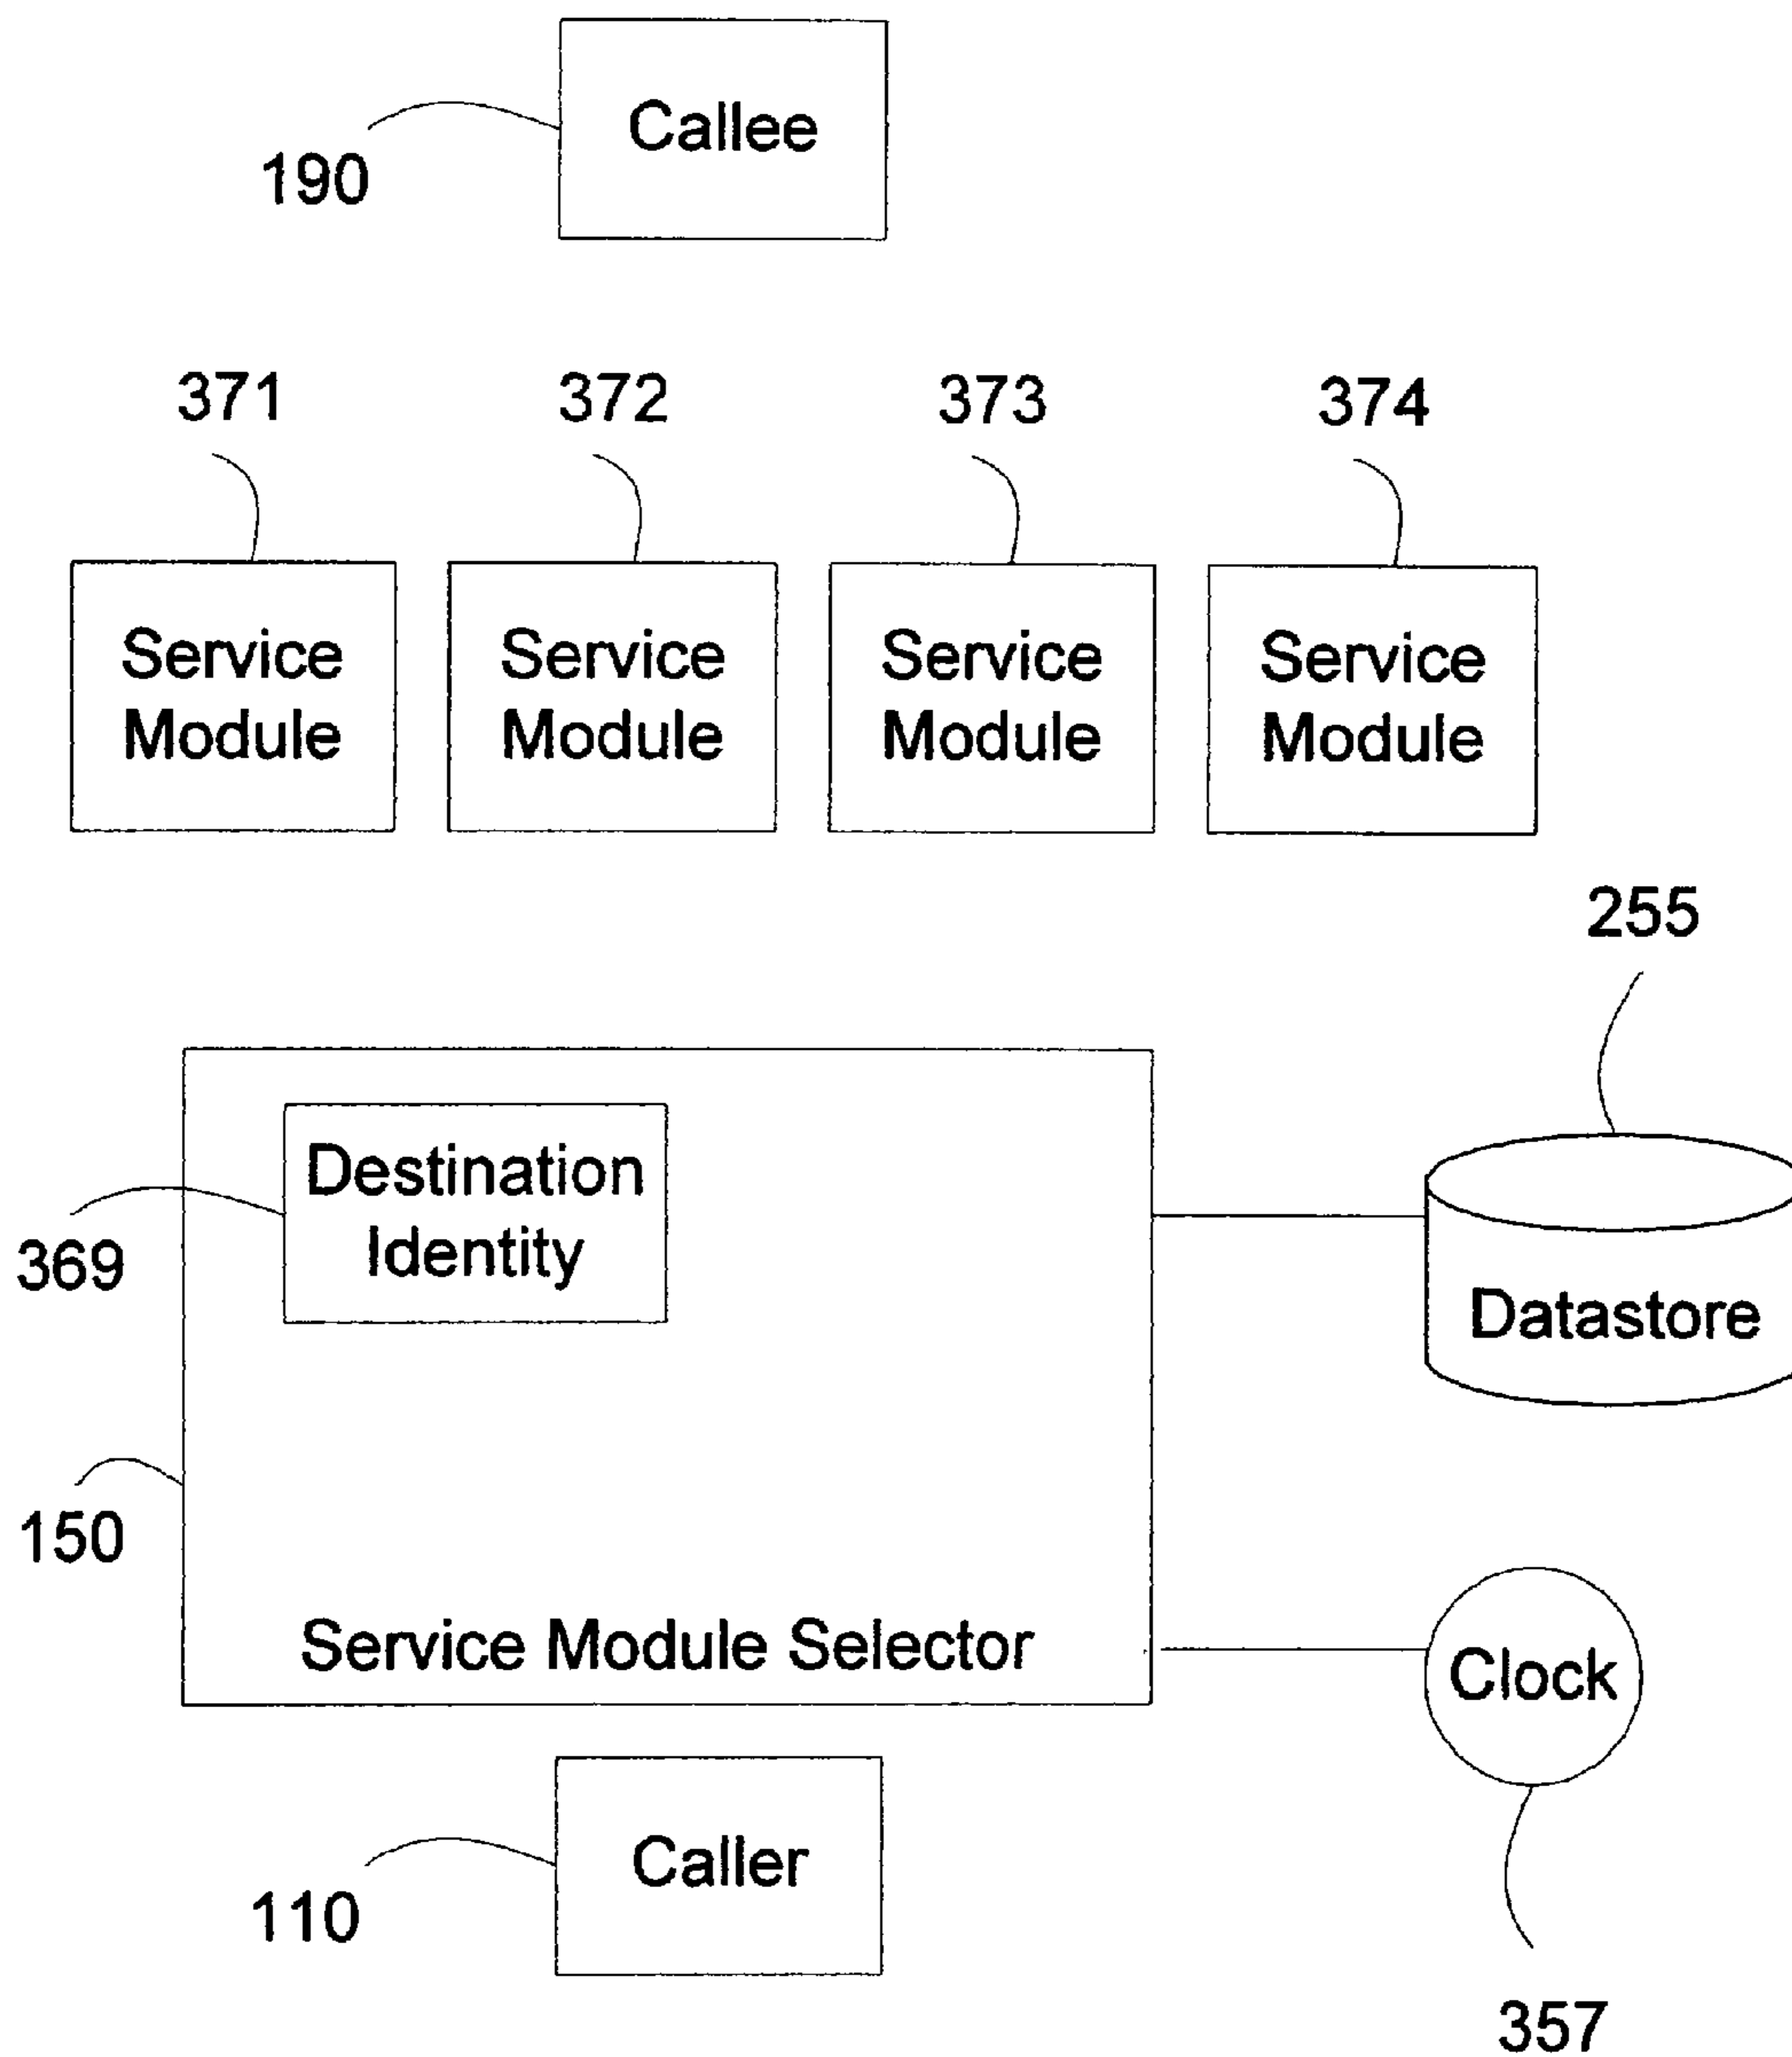 Callee
190
371
372
373
374
Service
Module
Service
Module
Service
Module
Service
Module
255
Destination
Identity
369
Datastore
150
Service Module Selector
Clock
Caller
110
357